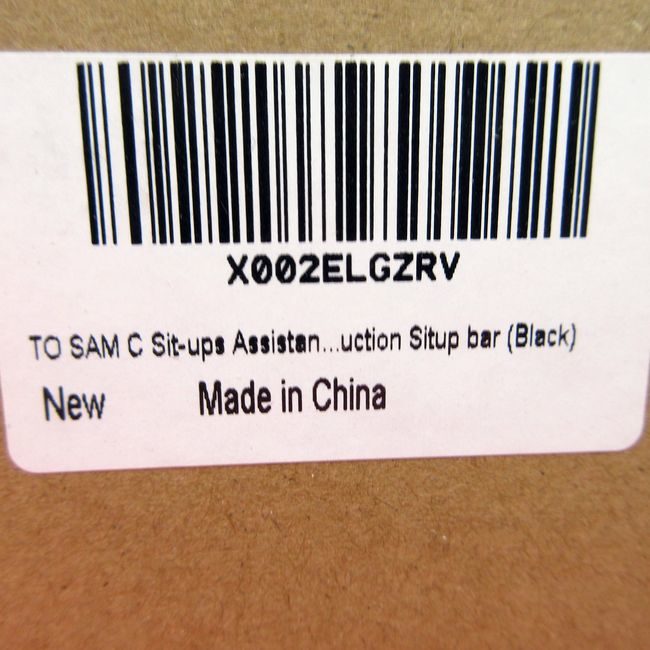 X002ELGZRV
TO SAM C Sit-ups Assistan...uction Situp bar (Black)
New Made in China